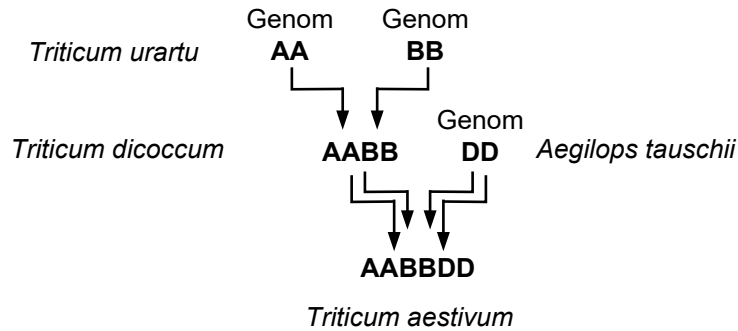 Genom Genom
Triticum urartu AA BB
Genom
Triticum dicoccum AABB DD Aegilops tauschii
AABBDD
Triticum aestivum